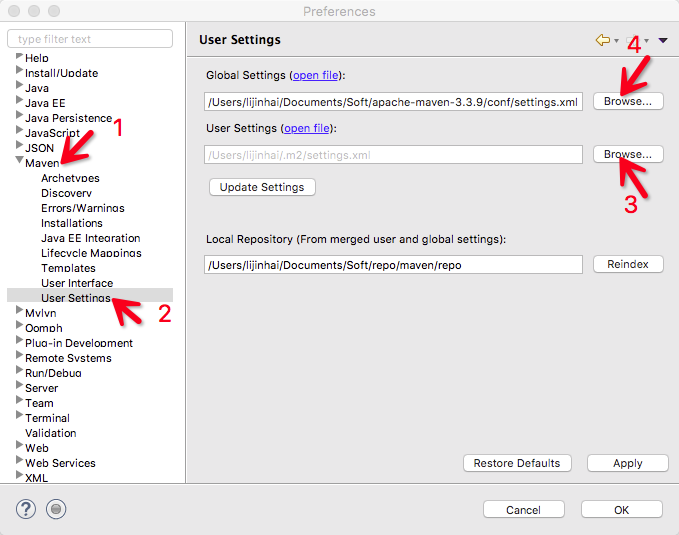 Preferences
type filter text
Help
Install/Update
Java
Java EE
Java Persistence
JavaScript
JSON
Maven
Archetypes
Discovery
Errors/Warnings
Installations
Java EE Integration
Lifecycle Mappings
Templates
User Interface
User Settings
Mylyn
Oomph
Plug-in Development
Remote Systems
Run/Debug
Server
Team
Terminal
Validation
Web
Web Services
XML
1
2
User Settings
4
Global Settings (open file):
/Users/lijinhai/Documents/Soft/apache-maven-3.3.9/conf/settings.xml
Browse...
User Settings (open file):
/Users/lijinhai/.m2/settings.xml
Browse...
3
Update Settings
Local Repository (From merged user and global settings):
/Users/lijinhai/Documents/Soft/repo/maven/repo
Reindex
Restore Defaults
Apply
?
Cancel
OK